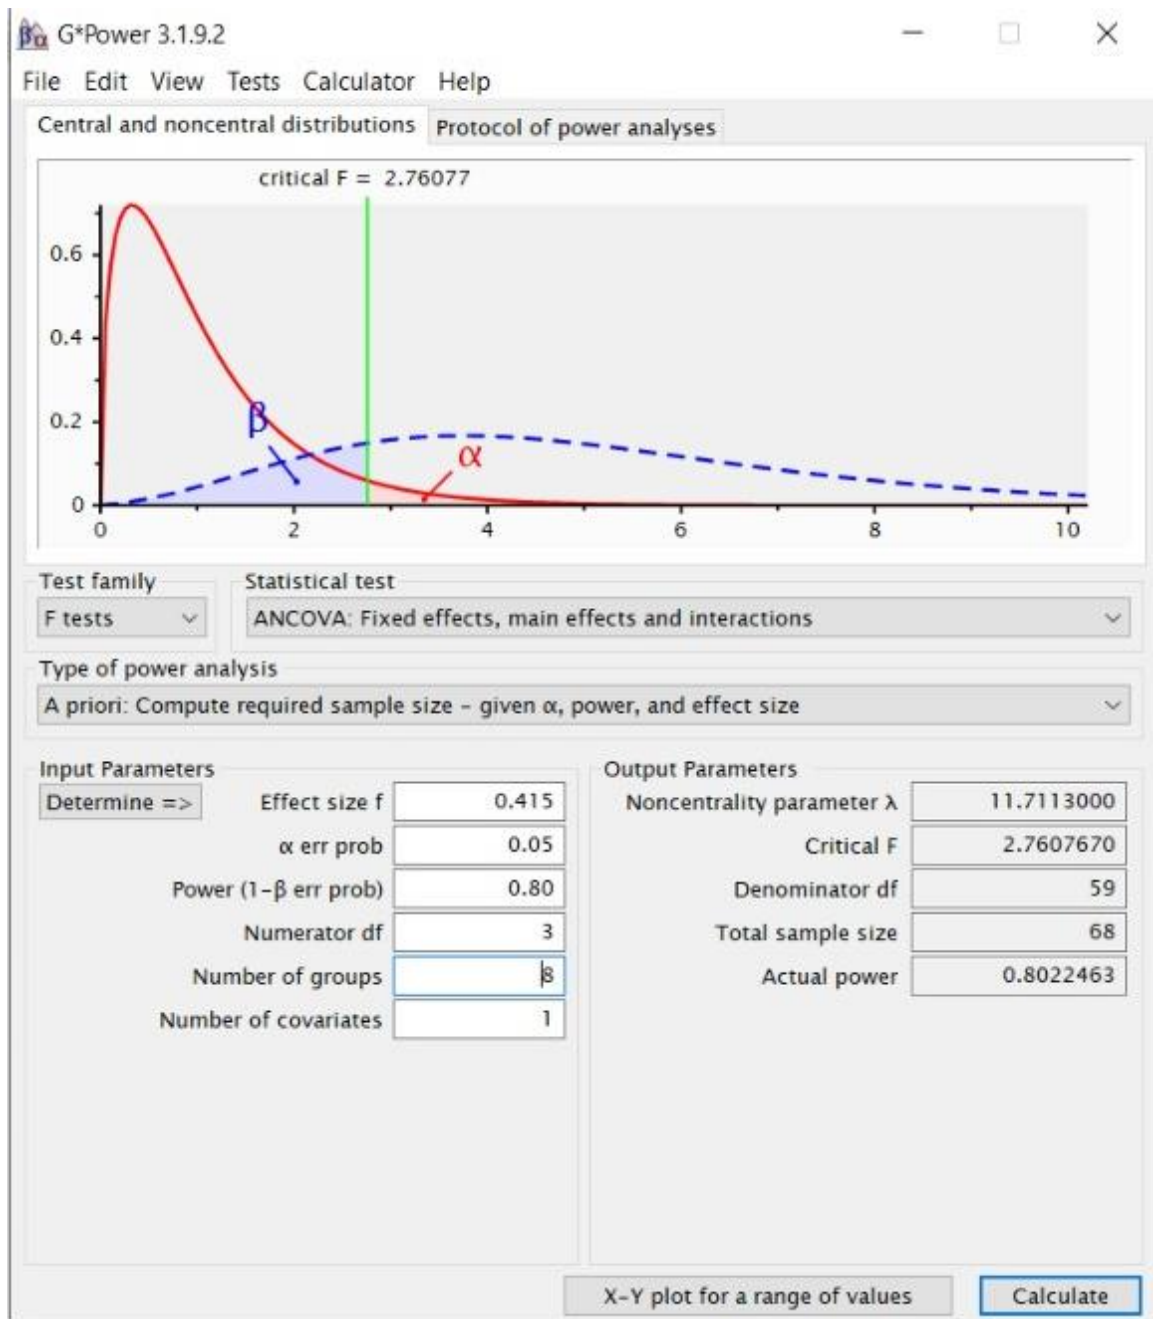 G*Power 3.1.9.2
File Edit View Tests Calculator Help
Central and noncentral distributions Protocol of power analyses
critical F = 2.76077
0.6
0.4
β
0.2
α
0
0 2 4 6 8 10
Test family Statistical test
F tests ANCOVA: Fixed effects, main effects and interactions
Type of power analysis
A priori: Compute required sample size – given α, power, and effect size
Input Parameters Output Parameters
Determine => Effect size f 0.415 Noncentrality parameter λ 11.7113000
α err prob 0.05 Critical F 2.7607670
Power (1−β err prob) 0.80 Denominator df 59
Numerator df 3 Total sample size 68
Number of groups 8 Actual power 0.8022463
Number of covariates 1
X−Y plot for a range of values Calculate